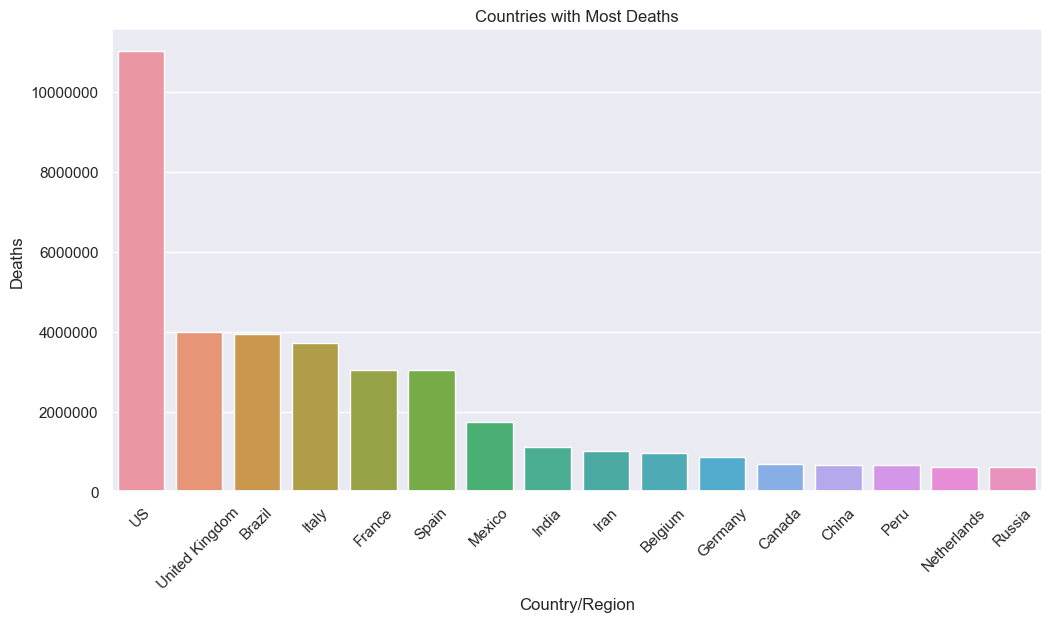 Countries with Most Deaths
Deaths
10000000
8000000
6000000
4000000
2000000
0
US
United Kingdom
Brazil
Italy
France
Spain
Mexico
India
Iran
Belgium
Germany
Canada
China
Peru
Netherlands
Russia
Country/Region